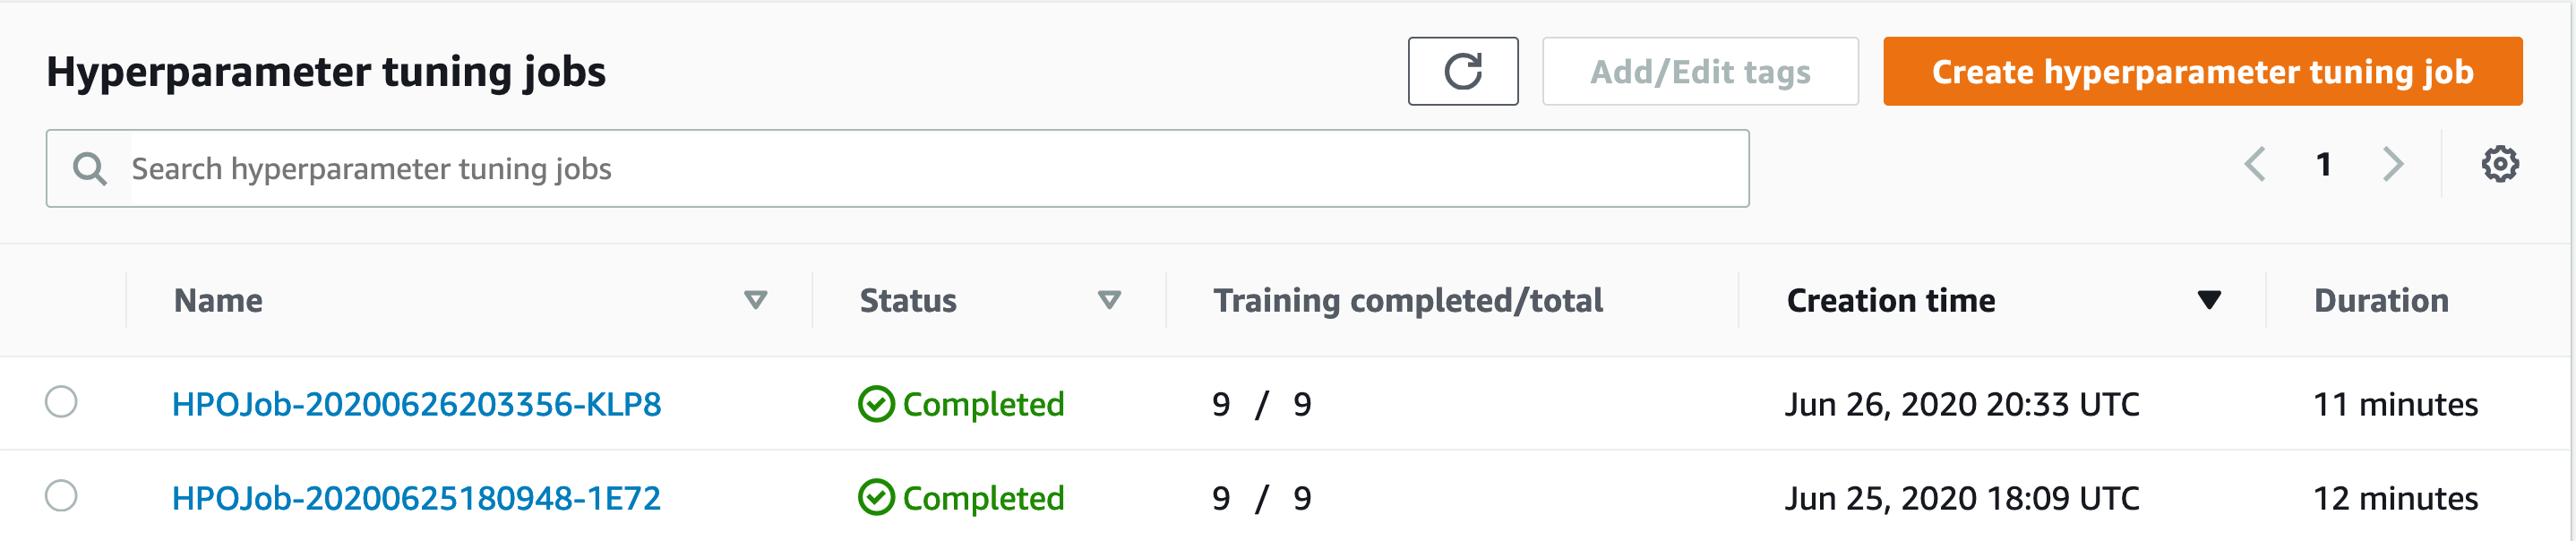 Hyperparameter tuning jobs
Add/Edit tags
Create hyperparameter tuning job
Search hyperparameter tuning jobs
1
Name Status Training completed/total Creation time Duration
HPOJob-20200626203356-KLP8 Completed 9 / 9 Jun 26, 2020 20:33 UTC 11 minutes
HPOJob-20200625180948-1E72 Completed 9 / 9 Jun 25, 2020 18:09 UTC 12 minutes